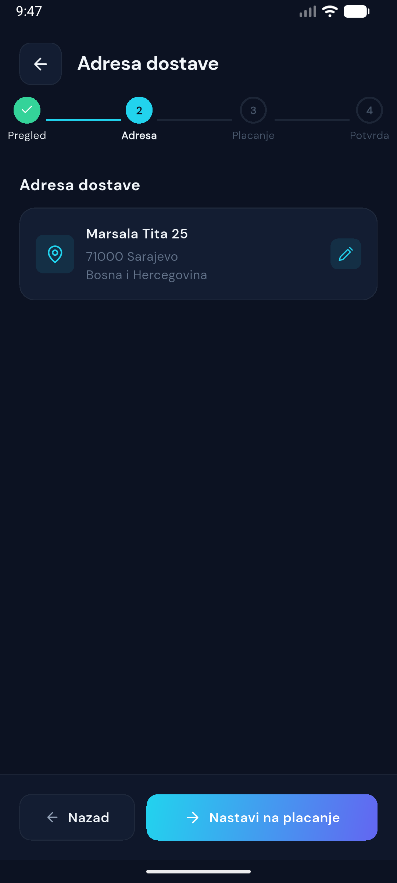 9:47
Adresa dostave
2
3
4
Pregled
Adresa
Placanje
Potvrda
Adresa dostave
Marsala Tita 25
71000 Sarajevo
Bosna i Hercegovina
Nazad
Nastavi na placanje